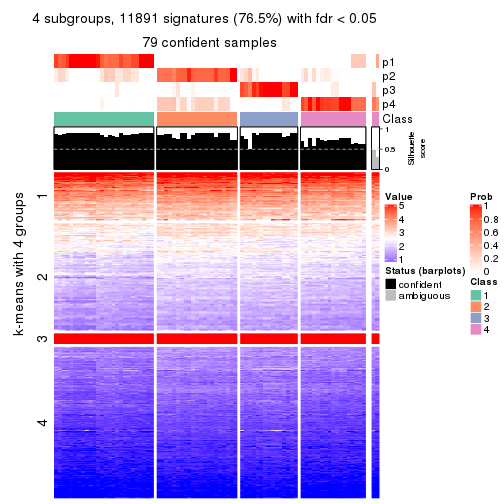 4 subgroups, 11891 signatures (76.5%) with fdr < 0.05
79 confident samples
p1
p2
p3
p4
Class
1
0.5
0
Silhouette
score
k-means with 4 groups
1
2
3
4
Value
5
4
3
2
1
Status (barplots)
confident
ambiguous
Prob
1
0.8
0.6
0.4
0.2
0
Class
1
2
3
4